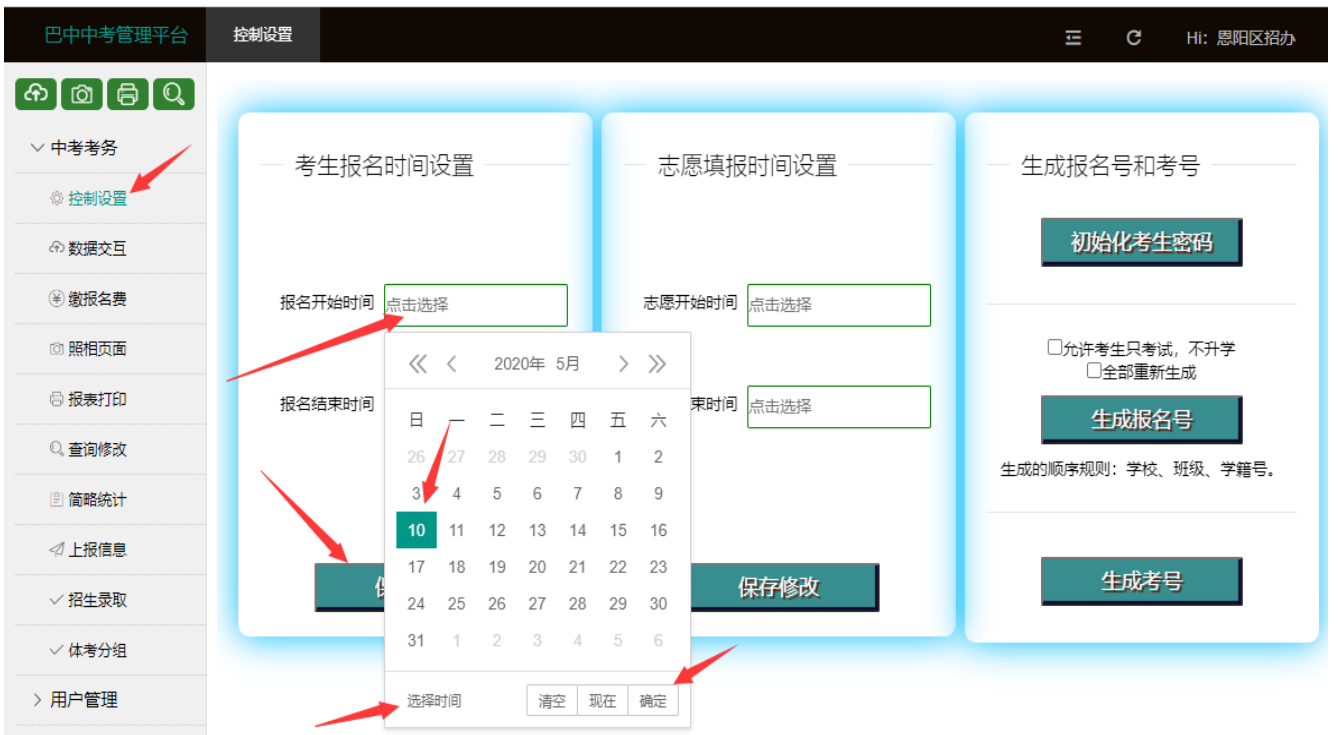 巴中中考管理平台
控制设置
Hi: 恩阳区招办
中考考务
控制设置
数据交互
缴报名费
照相页面
报表打印
查询修改
简略统计
上报信息
招生录取
体考分组
用户管理
考生报名时间设置
报名开始时间 点击选择
报名结束时间
2020年 5月
日 一 二 三 四 五 六
26 27 28 29 30 1 2
3 4 5 6 7 8 9
10 11 12 13 14 15 16
17 18 19 20 21 22 23
24 25 26 27 28 29 30
31 1 2 3 4 5 6
选择时间 清空 现在 确定
志愿填报时间设置
志愿开始时间 点击选择
束时间 点击选择
保存修改
生成报名号和考号
初始化考生密码
允许考生只考试，不升学
全部重新生成
生成报名号
生成的顺序规则：学校、班级、学籍号。
生成考号